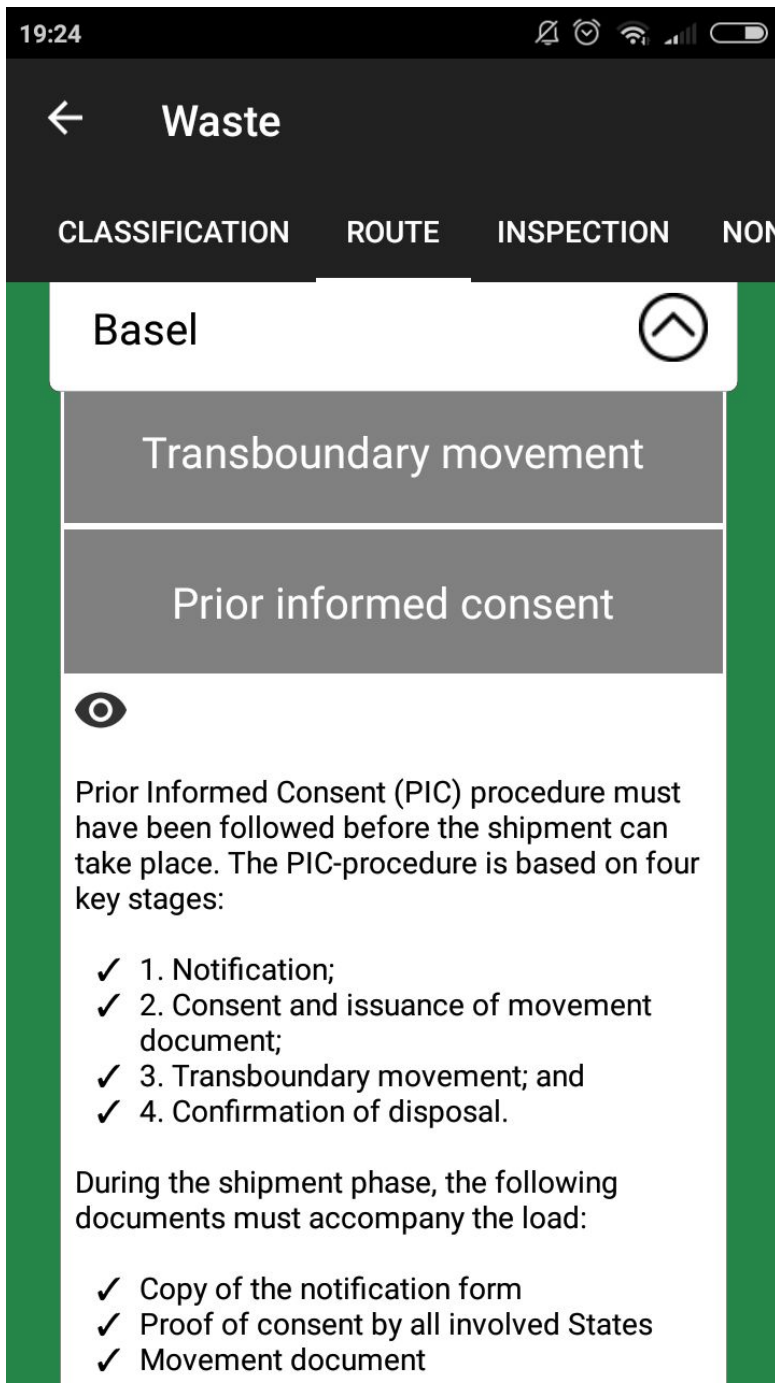 19:24
Waste
CLASSIFICATION ROUTE INSPECTION NON
Basel
Transboundary movement
Prior informed consent
Prior Informed Consent (PIC) procedure must
have been followed before the shipment can
take place. The PIC-procedure is based on four
key stages:
✓ 1. Notification;
✓ 2. Consent and issuance of movement
document;
✓ 3. Transboundary movement; and
✓ 4. Confirmation of disposal.
During the shipment phase, the following
documents must accompany the load:
✓ Copy of the notification form
✓ Proof of consent by all involved States
✓ Movement document